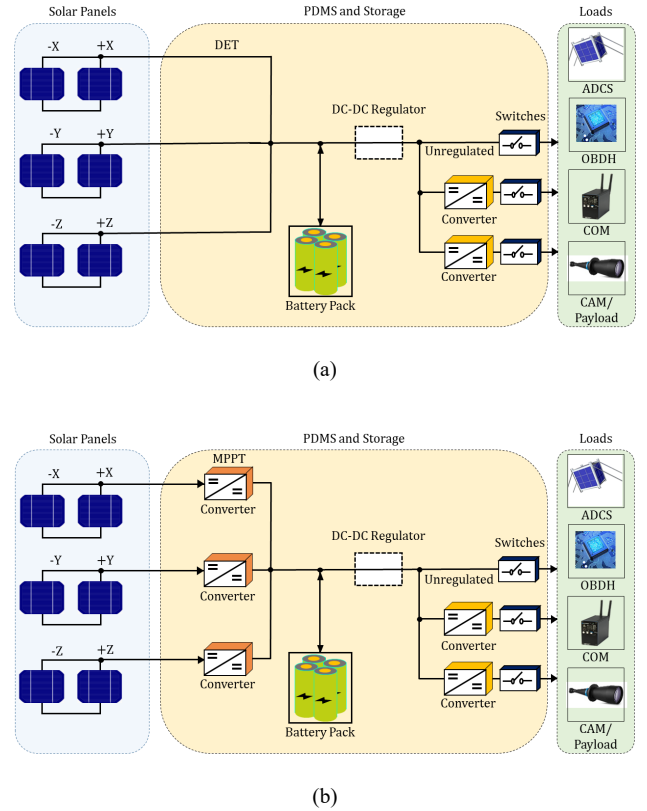 Solar Panels
PDMS and Storage
Loads
-X
+X
DET
ADCS
DC-DC Regulator
Switches
-Y
+Y
Unregulated
OBDH
Converter
COM
-Z
+Z
Converter
Battery Pack
CAM/
Payload
(a)
Solar Panels
PDMS and Storage
Loads
MPPT
-X
+X
Converter
ADCS
DC-DC Regulator
Switches
-Y
+Y
Converter
Unregulated
OBDH
Converter
COM
-Z
+Z
Converter
Converter
Battery Pack
CAM/
Payload
(b)